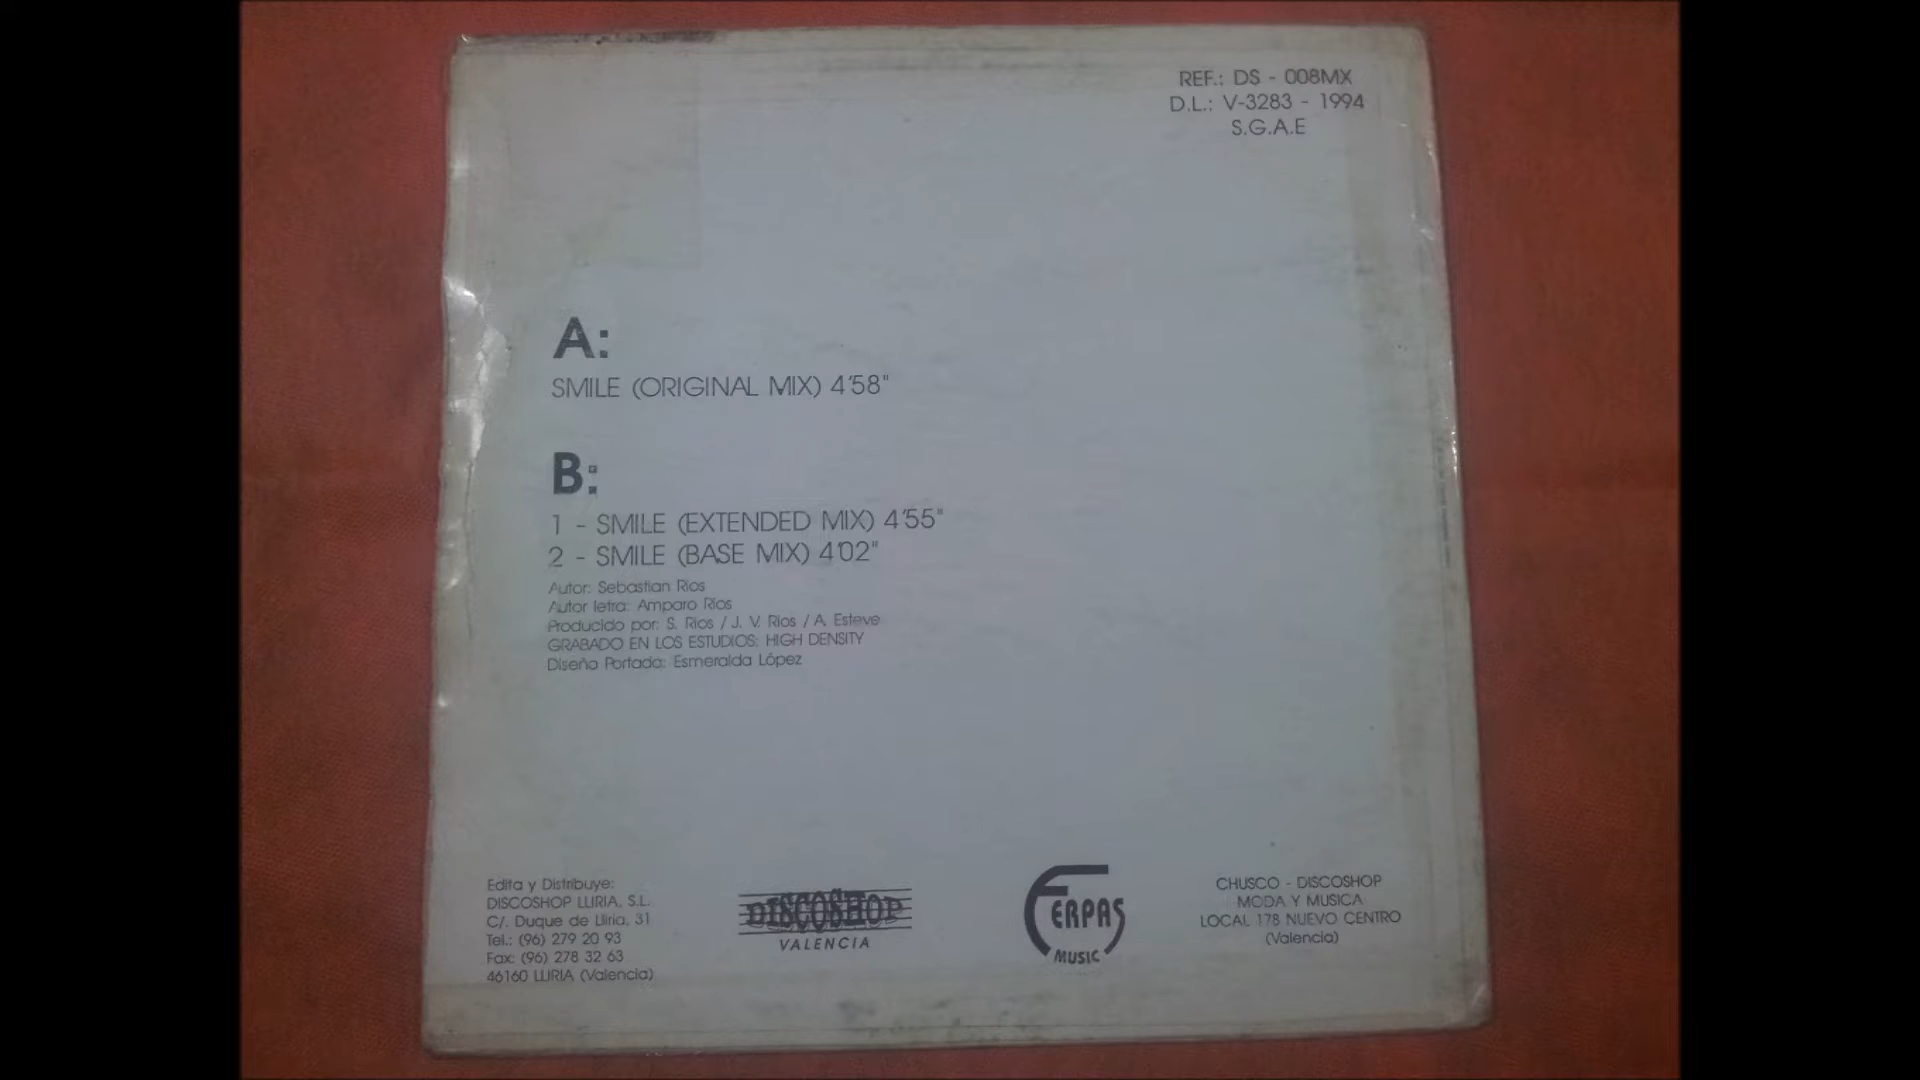 REF.: DS - 008MX
D.L.: V-3283 - 1994
S.G.A.E
A:
SMILE (ORIGINAL MIX) 4'58"
B:
1 - SMILE (EXTENDED MIX) 4'55"
2 - SMILE (BASE MIX) 4'02"
Autor: Sebastian Rios
Autor letra: Amparo Rios
Producido por: S. Rios / J. V. Rios / A. Esteve
GRABADO EN LOS ESTUDIOS: HIGH DENSITY
Diseño Portada: Esmeralda López
Edita y Distribuye:
DISCOSHOP LLIRIA, S.L.
C/. Duque de Lliria, 31
Tel.: (96) 279 20 93
Fax: (96) 278 32 63
46160 LLIRIA (Valencia)
DISCOSHOP
VALENCIA
FERPAS
MUSIC
CHUSCO - DISCOSHOP
MODA Y MUSICA
LOCAL 178 NUEVO CENTRO
(Valencia)